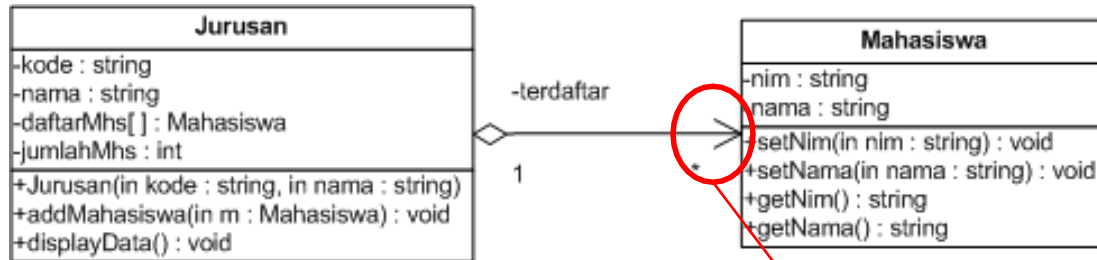 Jurusan
-kode : string
-nama : string
-daftarMhs[ ] : Mahasiswa
-jumlahMhs : int
+Jurusan(in kode : string, in nama : string)
+addMahasiswa(in m : Mahasiswa) : void
+displayData() : void
-terdaftar
1
*
Mahasiswa
-nim : string
-nama : string
+setNim(in nim : string) : void
+setNama(in nama : string) : void
+getNim() : string
+getNama() : string